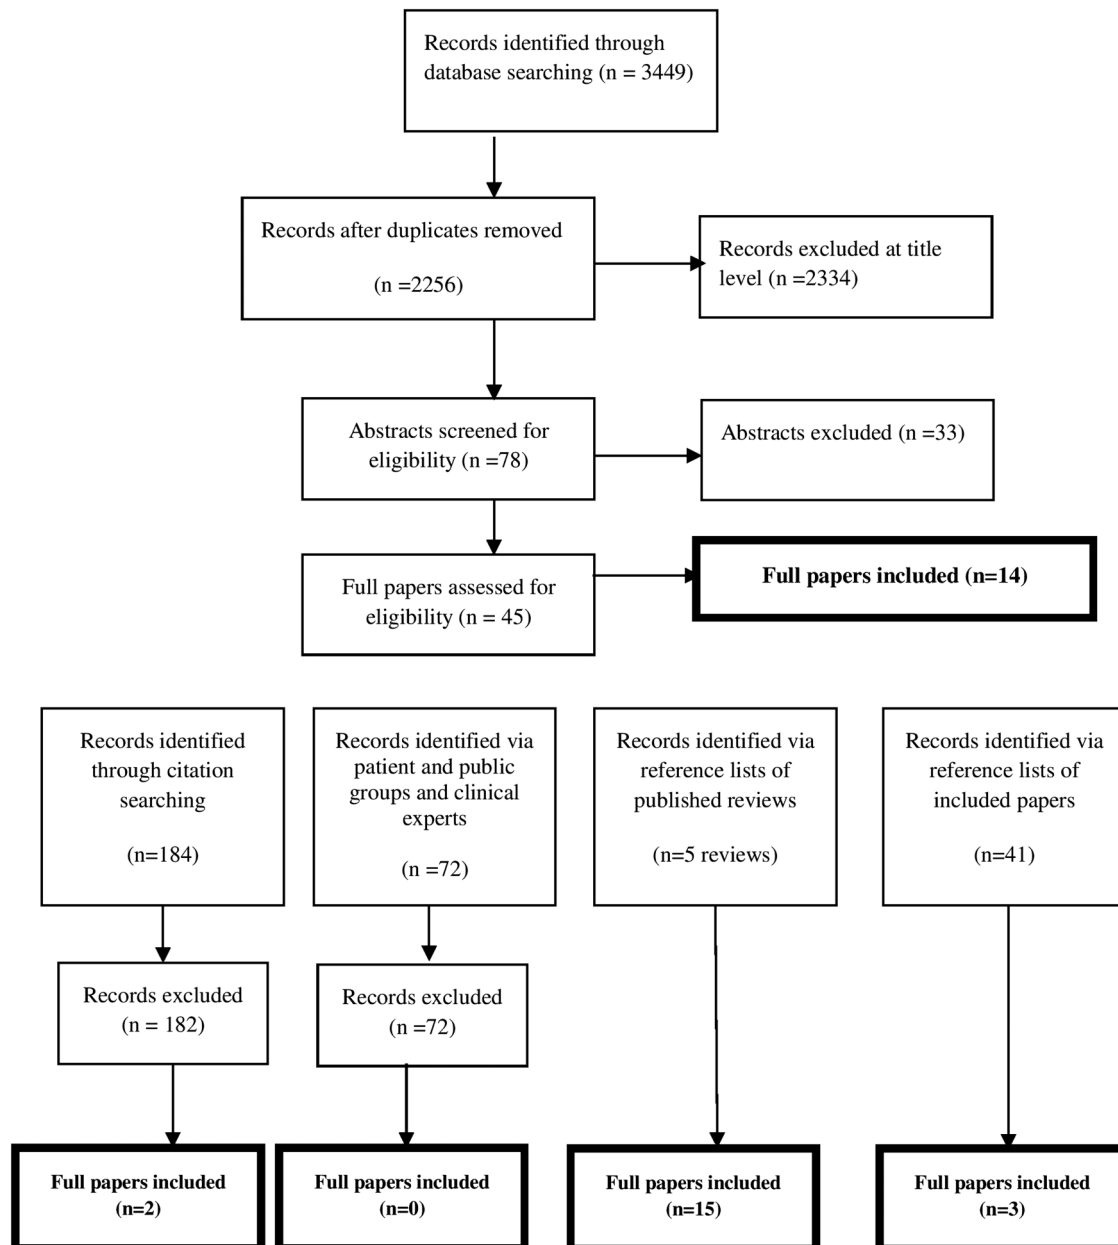 Records identified through
database searching (n = 3449)
Records after duplicates removed
(n =2256)
Records excluded at title
level (n =2334)
Abstracts screened for
eligibility (n =78)
Abstracts excluded (n =33)
Full papers assessed for
eligibility (n = 45)
Full papers included (n=14)
Records identified
through citation
searching
(n=184)
Records identified via
patient and public
groups and clinical
experts
(n =72)
Records identified via
reference lists of
published reviews
(n=5 reviews)
Records identified via
reference lists of
included papers
(n=41)
Records excluded
(n = 182)
Records excluded
(n =72)
Full papers included
(n=2)
Full papers included
(n=0)
Full papers included
(n=15)
Full papers included
(n=3)